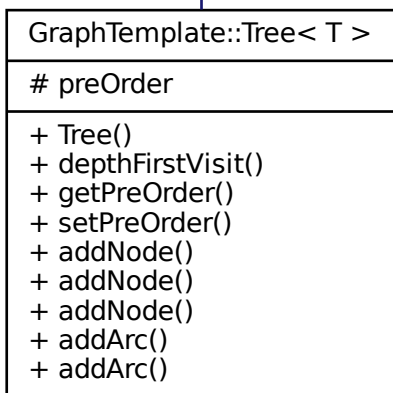 GraphTemplate::Tree< T >
# preOrder
+ Tree()
+ depthFirstVisit()
+ getPreOrder()
+ setPreOrder()
+ addNode()
+ addNode()
+ addNode()
+ addArc()
+ addArc()